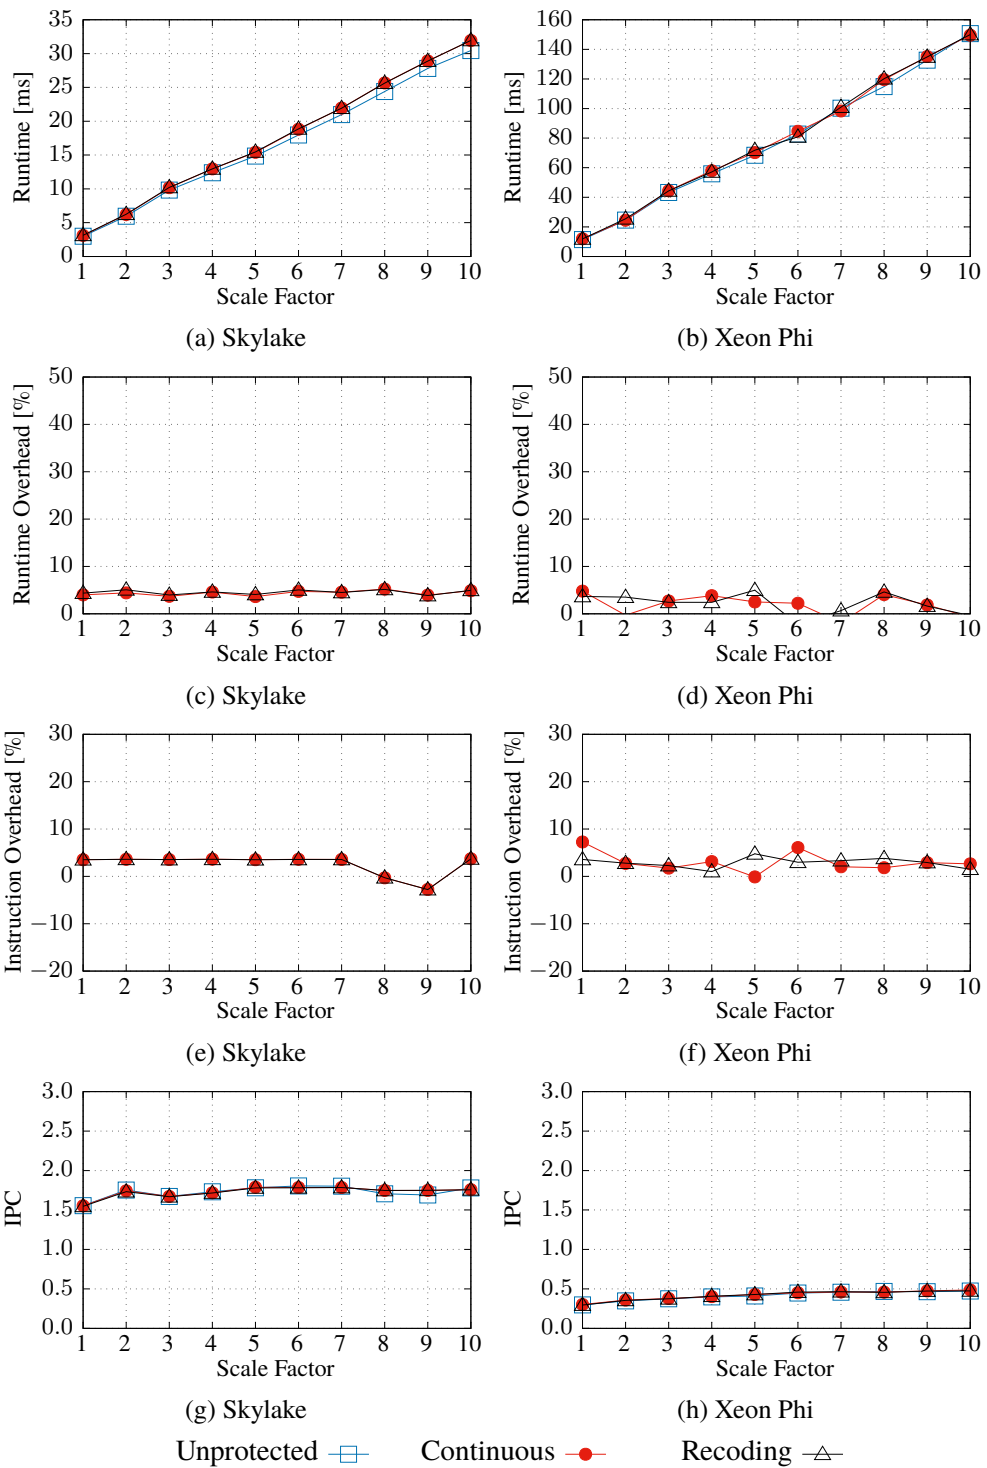 35
30
25
20
15
10
5
0
Runtime [ms]
1 2 3 4 5 6 7 8 9 10
Scale Factor
(a) Skylake
160
140
120
100
80
60
40
20
0
Runtime [ms]
1 2 3 4 5 6 7 8 9 10
Scale Factor
(b) Xeon Phi
50
40
30
20
10
0
Runtime Overhead [%]
1 2 3 4 5 6 7 8 9 10
Scale Factor
(c) Skylake
50
40
30
20
10
0
Runtime Overhead [%]
1 2 3 4 5 6 7 8 9 10
Scale Factor
(d) Xeon Phi
30
20
10
0
−10
−20
Instruction Overhead [%]
1 2 3 4 5 6 7 8 9 10
Scale Factor
(e) Skylake
30
20
10
0
−10
−20
Instruction Overhead [%]
1 2 3 4 5 6 7 8 9 10
Scale Factor
(f) Xeon Phi
3.0
2.5
2.0
1.5
1.0
0.5
0.0
IPC
1 2 3 4 5 6 7 8 9 10
Scale Factor
(g) Skylake
3.0
2.5
2.0
1.5
1.0
0.5
0.0
IPC
1 2 3 4 5 6 7 8 9 10
Scale Factor
(h) Xeon Phi
Unprotected Continuous Recoding